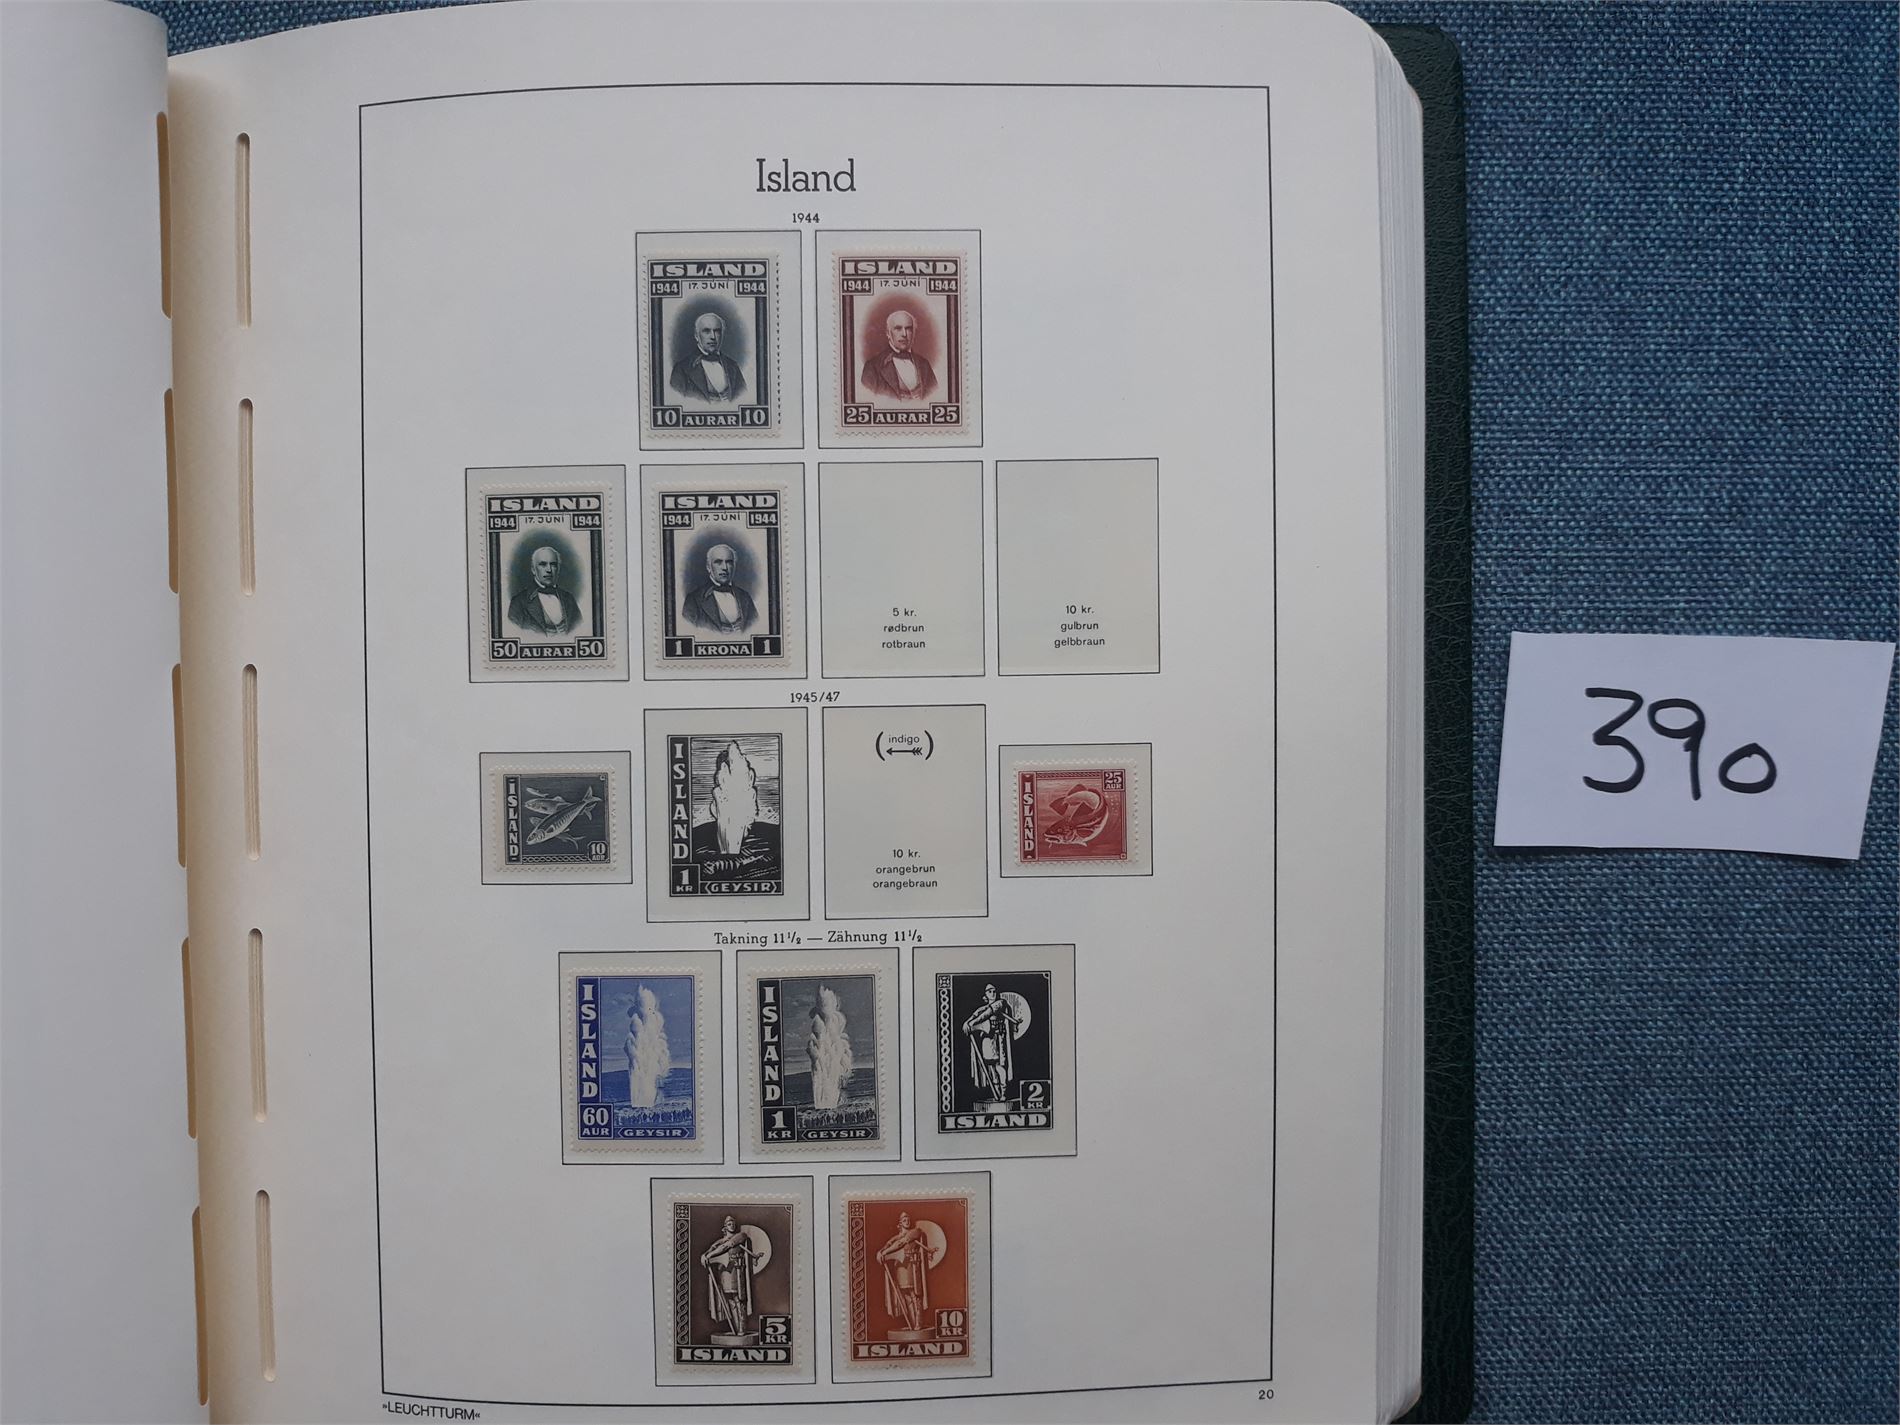 Island
1944
ISLAND
1944 17. JÚNÍ 1944
10 AURAR 10
ISLAND
1944 17. JÚNÍ 1944
25 AURAR 25
ISLAND
1944 17. JÚNÍ 1944
50 AURAR 50
ISLAND
1944 17. JÚNÍ 1944
1 KRONA 1
5 kr.
rødbrun
rotbraun
10 kr.
gulbrun
gelbbraun
1945/47
ISLAND
10
AUR
ISLAND
1
KR
GEYSIR
(indigo)
10 kr.
orangebrun
orangebraun
ISLAND
25
AUR
Takning 11½ — Zähnung 11½
ISLAND
60
AUR
GEYSIR
ISLAND
1
KR
GEYSIR
2
KR
ISLAND
5
KR
ISLAND
10
KR
ISLAND
»LEUCHTTURM«
20
390